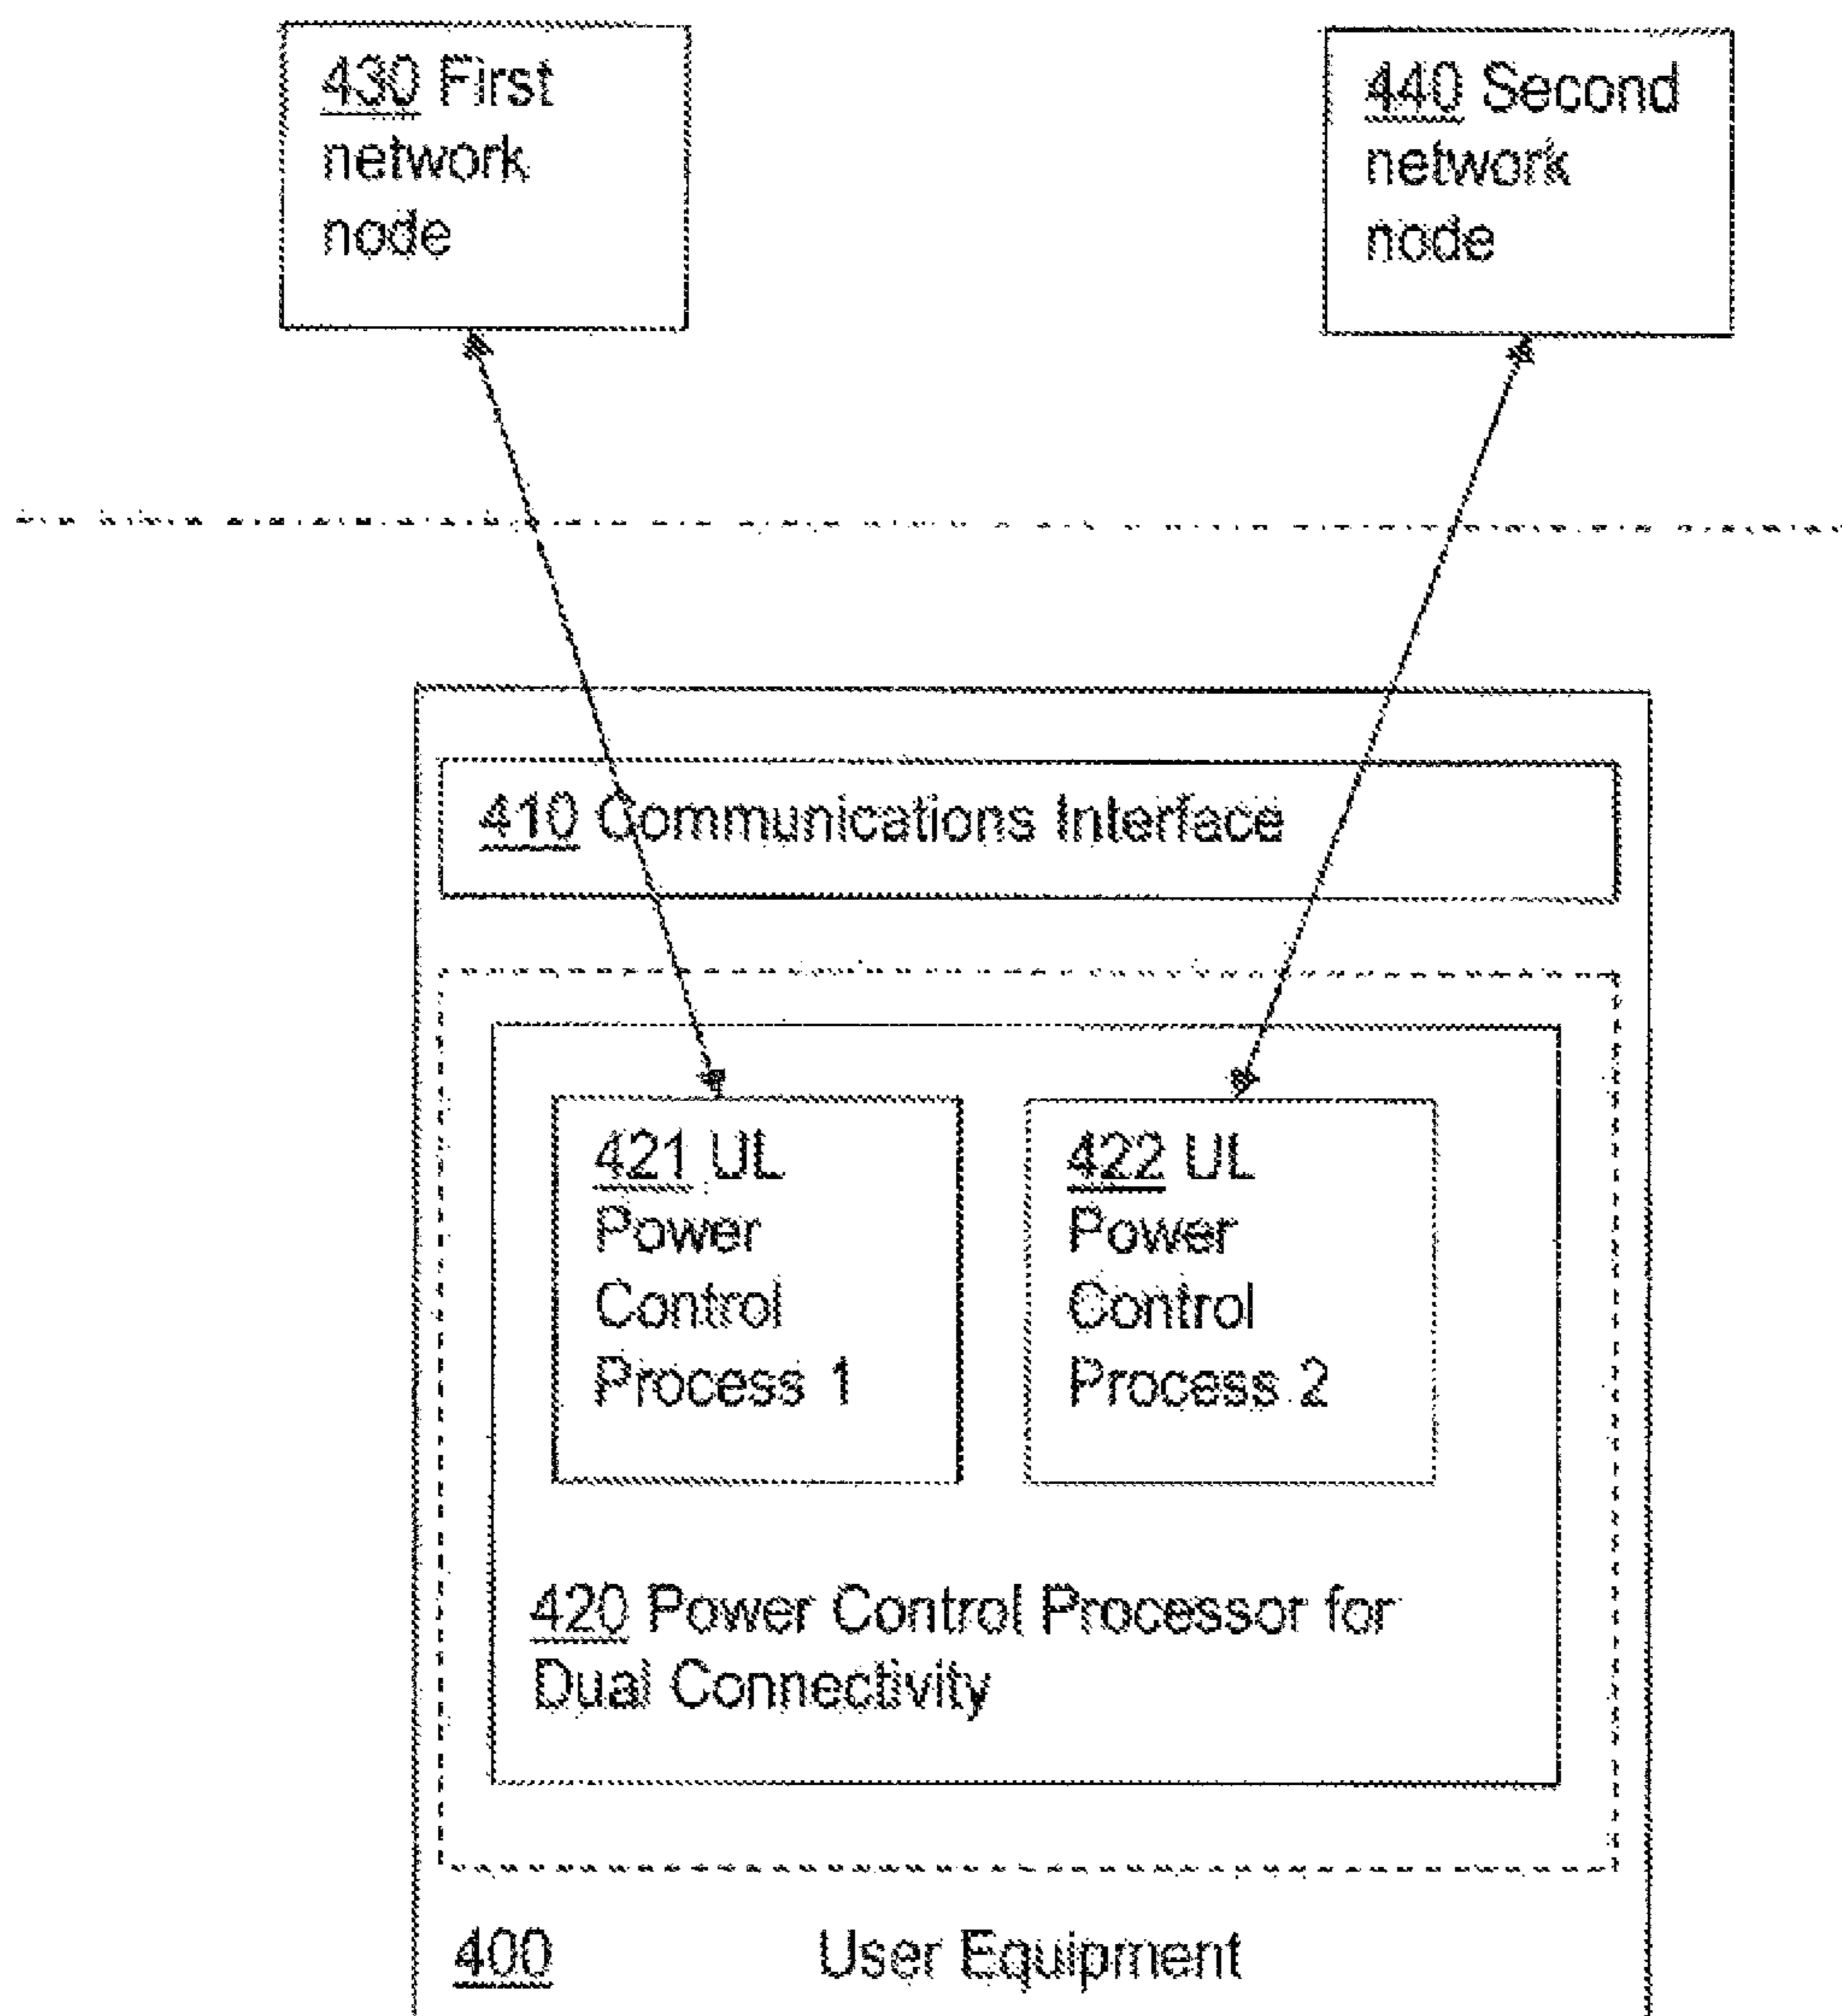 430 First
network
node
440 Second
network
node
410 Communications Interface
421 UL
Power
Control
Process 1
422 UL
Power
Control
Process 2
420 Power Control Processor for
Dual Connectivity
400 User Equipment